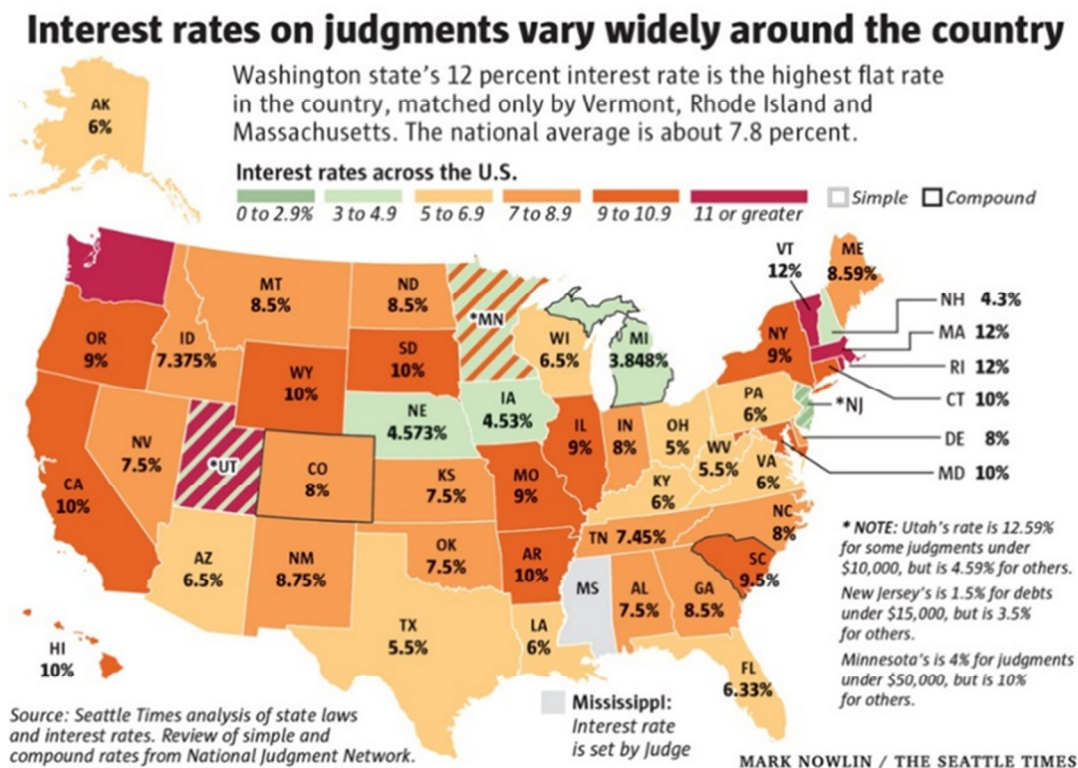 Interest rates on judgments vary widely around the country
Washington state's 12 percent interest rate is the highest flat rate
in the country, matched only by Vermont, Rhode Island and
Massachusetts. The national average is about 7.8 percent.
Interest rates across the U.S.
0 to 2.9%
3 to 4.9
5 to 6.9
7 to 8.9
9 to 10.9
11 or greater
Simple
Compound
AK
6%
OR
9%
ID
7.375%
MT
8.5%
ND
8.5%
*MN
WI
6.5%
MI
3.848%
VT
12%
ME
8.59%
NH 4.3%
MA 12%
RI 12%
CT 10%
*NJ
DE 8%
MD 10%
NY
9%
PA
6%
WY
10%
SD
10%
NE
4.573%
IA
4.53%
IL
9%
IN
8%
OH
5%
WV
5.5%
VA
6%
KY
6%
NV
7.5%
*UT
CO
8%
KS
7.5%
MO
9%
CA
10%
AZ
6.5%
NM
8.75%
OK
7.5%
AR
10%
TN 7.45%
NC
8%
SC
9.5%
MS
AL
7.5%
GA
8.5%
TX
5.5%
LA
6%
FL
6.33%
HI
10%
* NOTE: Utah's rate is 12.59%
for some judgments under
$10,000, but is 4.59% for others.
New Jersey's is 1.5% for debts
under $15,000, but is 3.5%
for others.
Minnesota's is 4% for judgments
under $50,000, but is 10%
for others.
Mississippi:
Interest rate
is set by Judge
Source: Seattle Times analysis of state laws
and interest rates. Review of simple and
compound rates from National Judgment Network.
MARK NOWLIN / THE SEATTLE TIMES